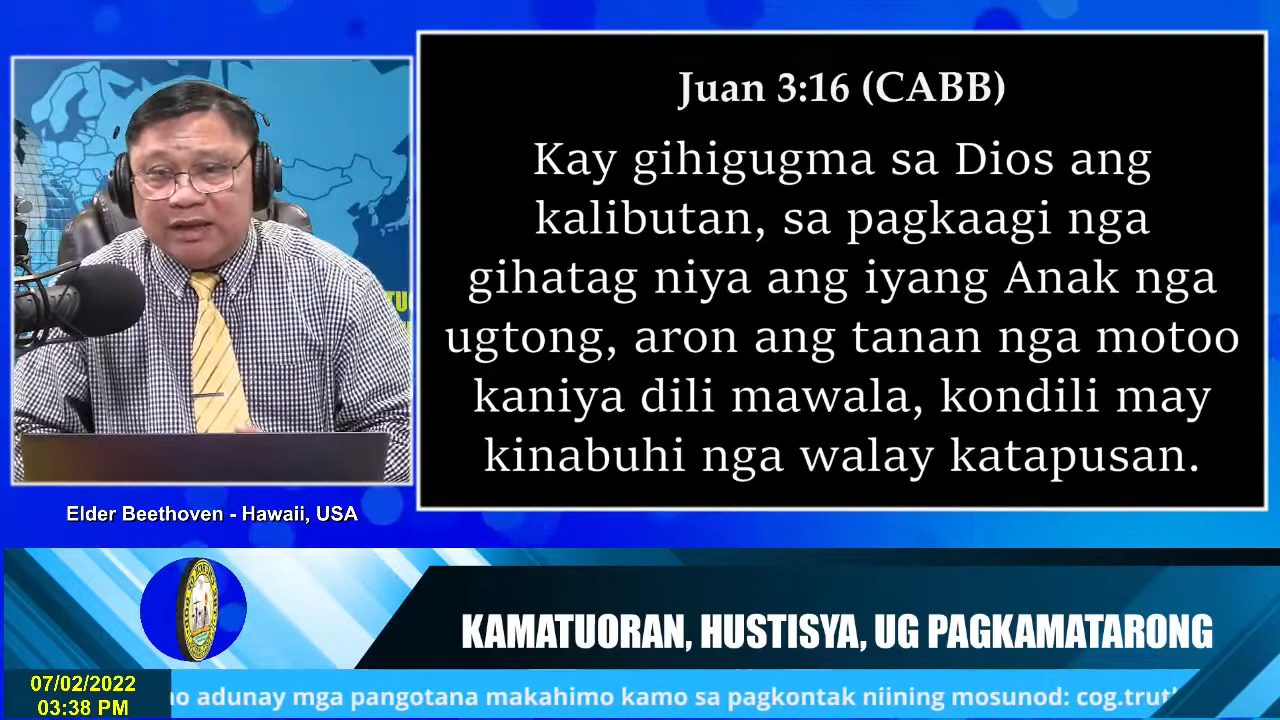 Juan 3:16 (CABB)
Kay gihigugma sa Dios ang
kalibutan, sa pagkaagi nga
gihatag niya ang iyang Anak nga
ugtong, aron ang tanan nga motoo
kaniya dili mawala, kondili may
kinabuhi nga walay katapusan.
Elder Beethoven - Hawaii, USA
KAMATUORAN, HUSTISYA, UG PAGKAMATARONG
07/02/2022
03:38 PM
adunay mga pangotana makahimo kamo sa pagkontak niining mosunod: